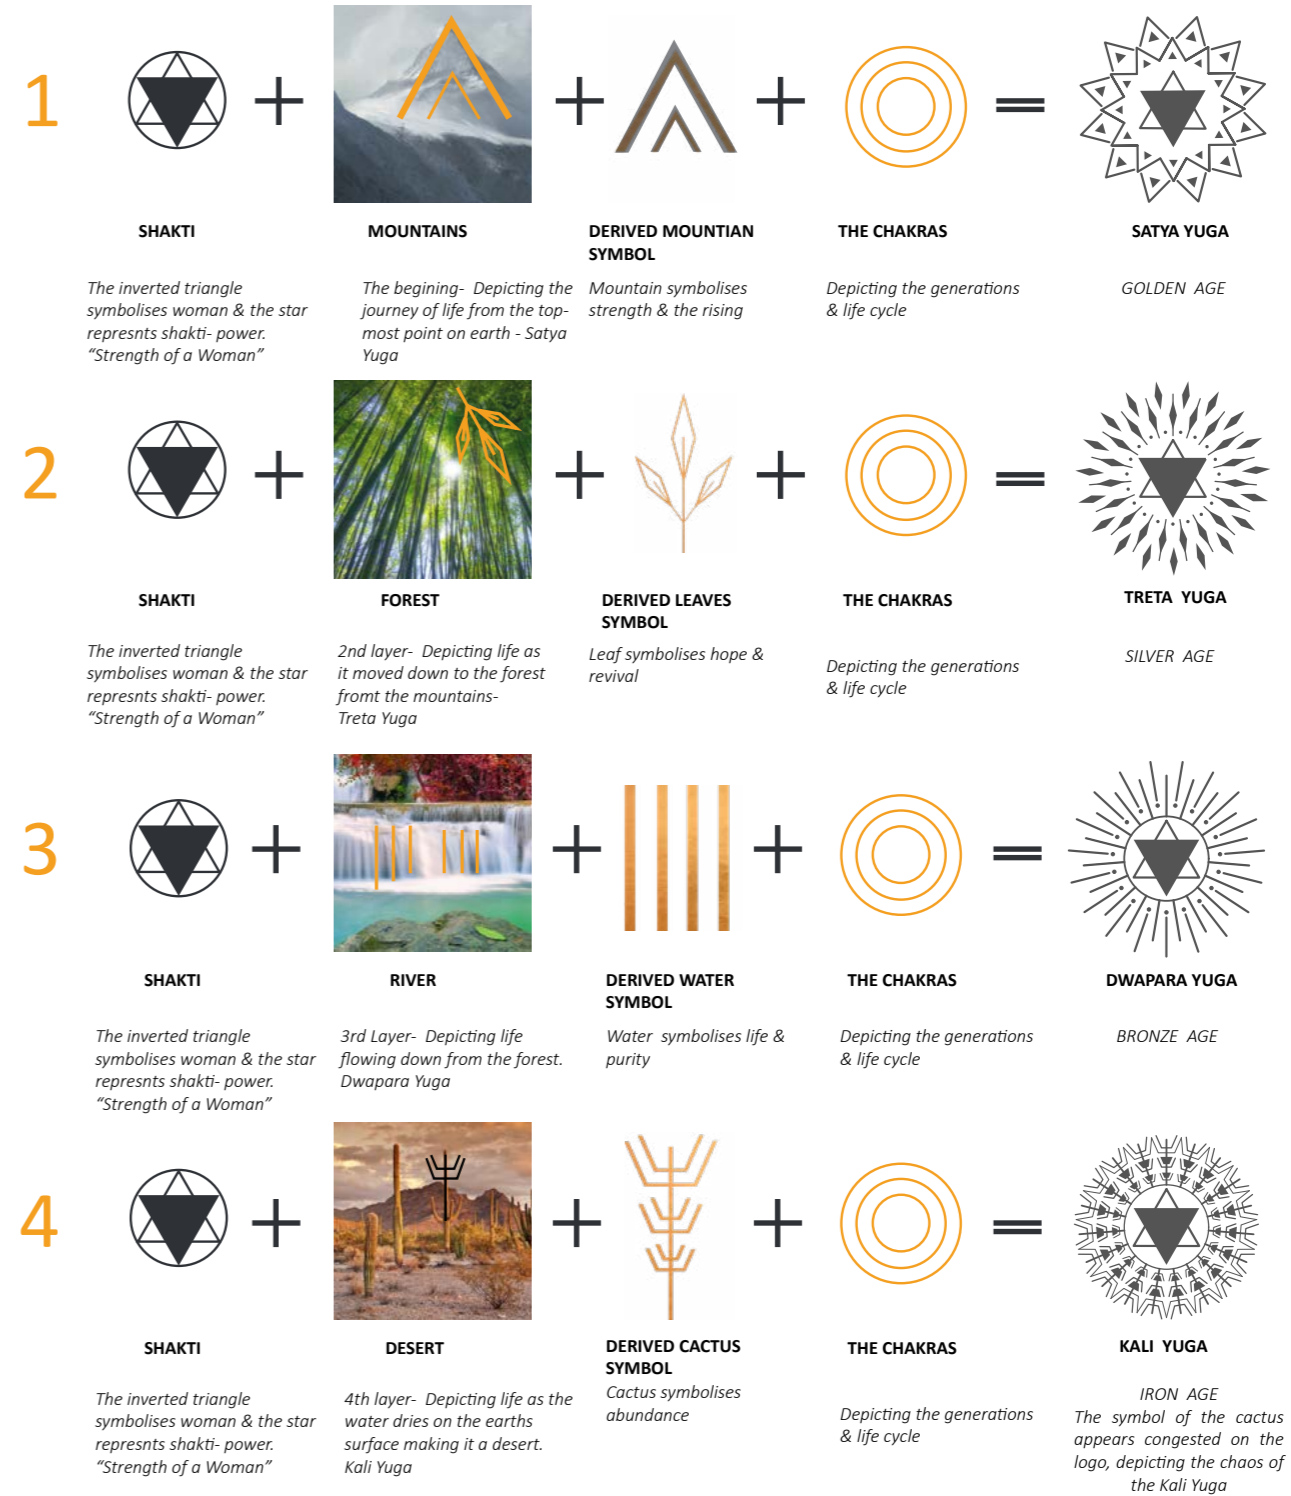 1
SHAKTI
The inverted triangle
symbolises woman & the star
represnts shakti- power.
“Strength of a Woman”
MOUNTAINS
The begining- Depicting the
journey of life from the top-
most point on earth - Satya
Yuga
DERIVED MOUNTIAN
SYMBOL
Mountain symbolises
strength & the rising
THE CHAKRAS
Depicting the generations
& life cycle
SATYA YUGA
GOLDEN AGE
2
SHAKTI
The inverted triangle
symbolises woman & the star
represnts shakti- power.
“Strength of a Woman”
FOREST
2nd layer- Depicting life as
it moved down to the forest
fromt the mountains-
Treta Yuga
DERIVED LEAVES
SYMBOL
Leaf symbolises hope &
revival
THE CHAKRAS
Depicting the generations
& life cycle
TRETA YUGA
SILVER AGE
3
SHAKTI
The inverted triangle
symbolises woman & the star
represnts shakti- power.
“Strength of a Woman”
RIVER
3rd Layer- Depicting life
flowing down from the forest.
Dwapara Yuga
DERIVED WATER
SYMBOL
Water symbolises life &
purity
THE CHAKRAS
Depicting the generations
& life cycle
DWAPARA YUGA
BRONZE AGE
4
SHAKTI
The inverted triangle
symbolises woman & the star
represnts shakti- power.
“Strength of a Woman”
DESERT
4th layer- Depicting life as the
water dries on the earths
surface making it a desert.
Kali Yuga
DERIVED CACTUS
SYMBOL
Cactus symbolises
abundance
THE CHAKRAS
Depicting the generations
& life cycle
KALI YUGA
IRON AGE
The symbol of the cactus
appears congested on the
logo, depicting the chaos of
the Kali Yuga